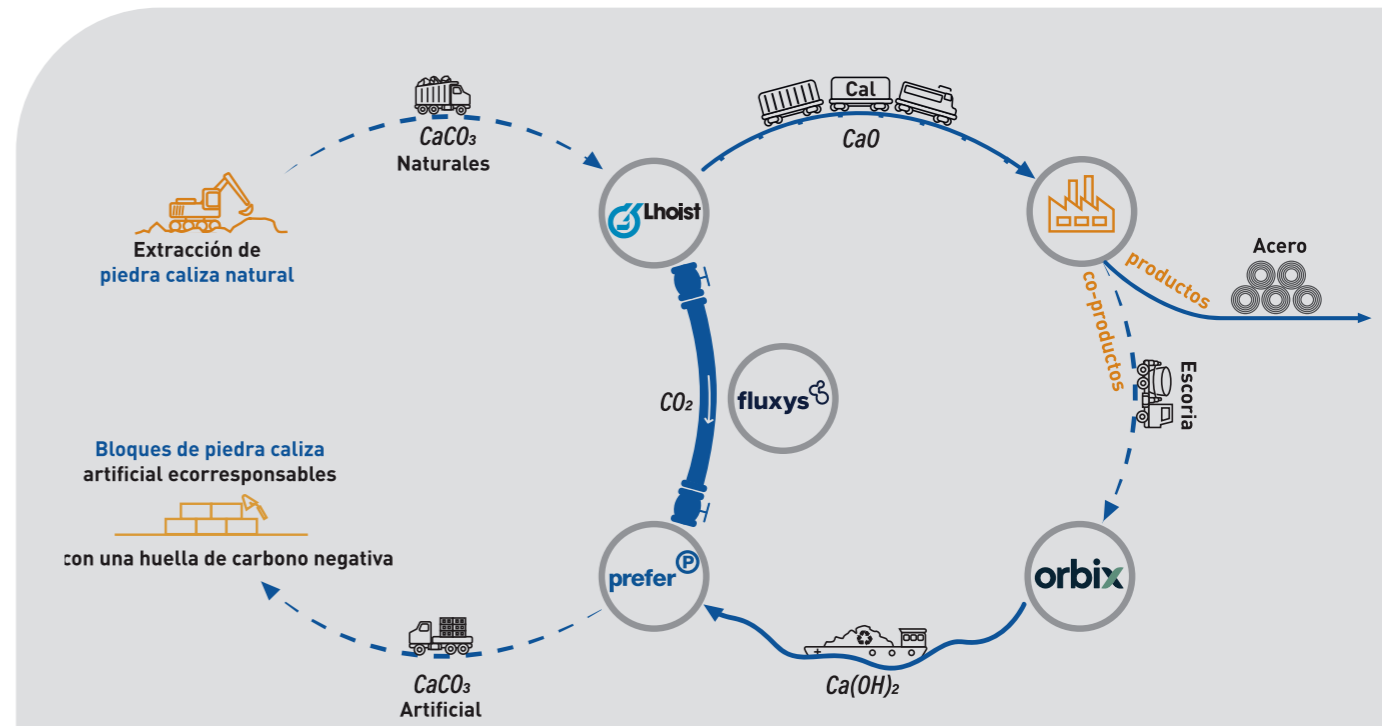 CaCO₃
Naturales
Cal
CaO
Lhoist
Extracción de
piedra caliza natural
productos
co-productos
Acero
Escoria
CO₂
fluxys
Bloques de piedra caliza
artificial ecorresponsables
con una huella de carbono negativa
prefer P
orbix
CaCO₃
Artificial
Ca(OH)₂